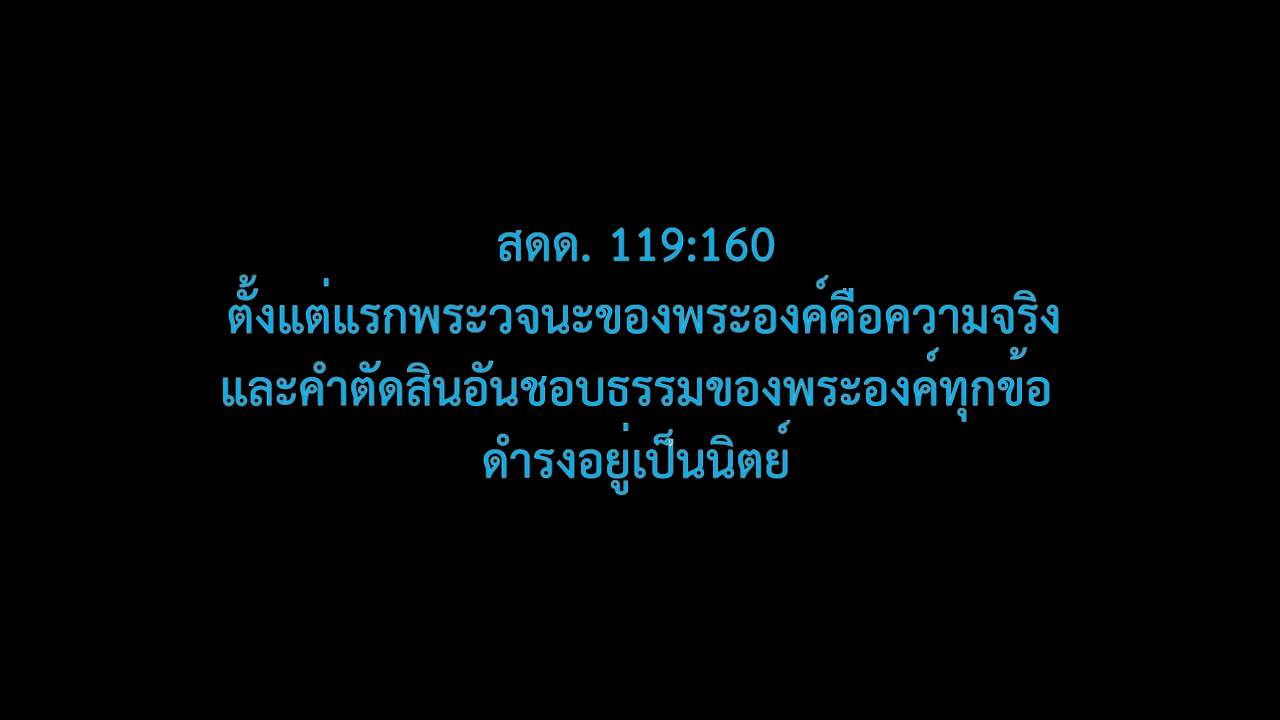 สดด. 119:160
ตั้งแต่แรกพระวจนะของพระองค์คือความจริง
และคำตัดสินอันชอบธรรมของพระองค์ทุกข้อ
ดำรงอยู่เป็นนิตย์